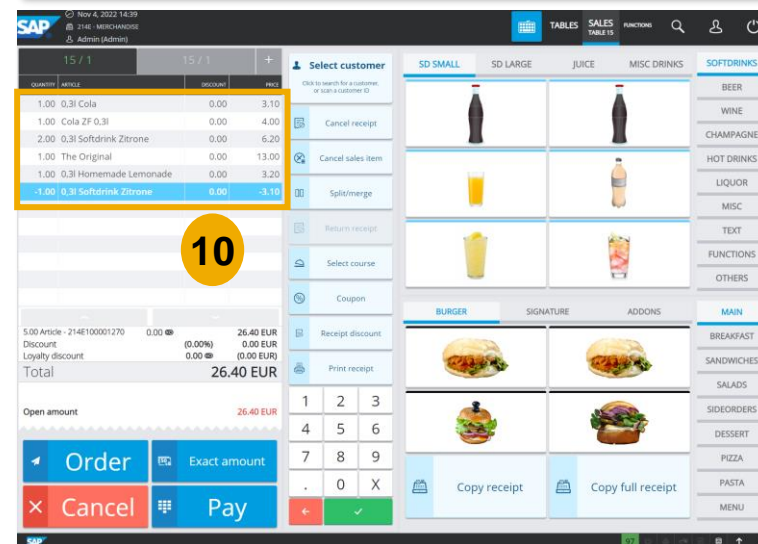 SAP
Nov 4, 2022 14:39
214E - MERCHANDISE
Admin (Admin)
TABLES
SALES
TABLE 15
FUNCTIONS
15 / 1
15 / 1
+
QUANTITY ARTICLE DISCOUNT PRICE
1.00 0,3l Cola 0.00 3.10
1.00 Cola ZF 0,3l 0.00 4.00
2.00 0,3l Softdrink Zitrone 0.00 6.20
1.00 The Original 0.00 13.00
1.00 0.3l Homemade Lemonade 0.00 3.20
-1.00 0,3l Softdrink Zitrone 0.00 -3,10
10
5.00 Article - 214E100001270 0.00 26.40 EUR
Discount (0.00%) 0.00 EUR
Loyalty discount 0.00 (0.00 EUR)
Total 26.40 EUR
Open amount 26.40 EUR
Order
Exact amount
Cancel
Pay
Select customer
Click to search for a customer,
or scan a customer ID
Cancel receipt
Cancel sales item
Split/merge
Return receipt
Select course
Coupon
Receipt discount
Print receipt
1 2 3
4 5 6
7 8 9
. 0 X
SD SMALL SD LARGE JUICE MISC DRINKS
BURGER SIGNATURE ADDONS
Copy receipt
Copy full receipt
SOFTDRINKS
BEER
WINE
CHAMPAGNE
HOT DRINKS
LIQUOR
MISC
TEXT
FUNCTIONS
OTHERS
MAIN
BREAKFAST
SANDWICHES
SALADS
SIDEORDERS
DESSERT
PIZZA
PASTA
MENU
SAP
97